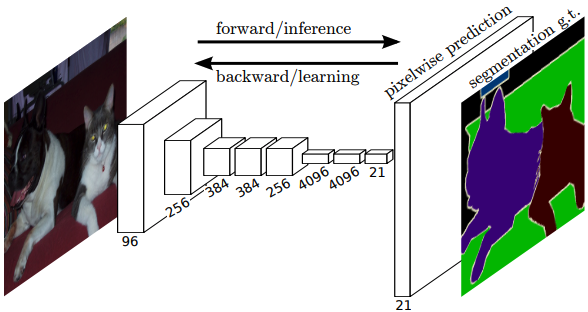 forward/inference
backward/learning
pixelwise prediction
segmentation g.t.
96
256
384
384
256
4096
4096
21
21